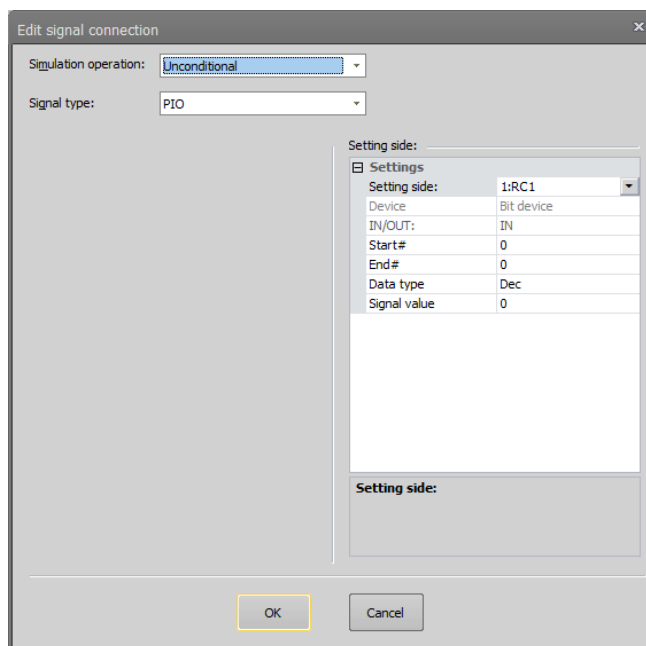 Edit signal connection
Simulation operation: Unconditional
Signal type: PIO
Setting side:
Settings
Setting side: 1:RC1
Device Bit device
IN/OUT: IN
Start# 0
End# 0
Data type Dec
Signal value 0
Setting side:
OK Cancel